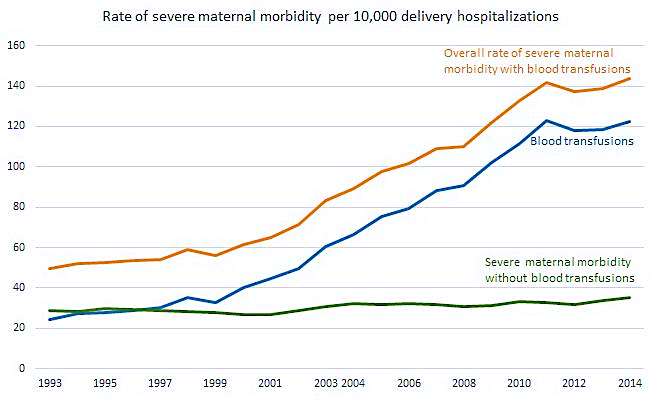 Rate of severe maternal morbidity per 10,000 delivery hospitalizations
160
Overall rate of severe maternal
morbidity with blood transfusions
140
120
Blood transfusions
100
80
60
Severe maternal morbidity
without blood transfusions
40
20
0
1993 1995 1997 1999 2001 2003 2004 2006 2008 2010 2012 2014